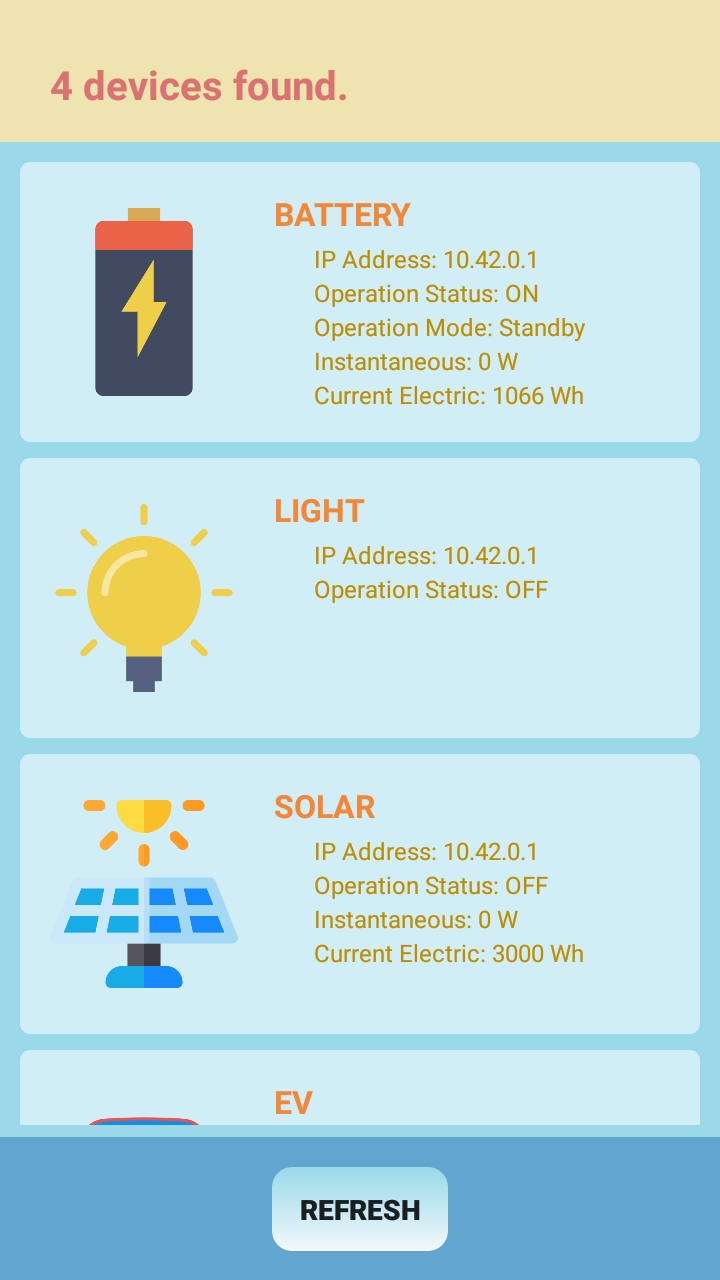 4 devices found.
BATTERY
IP Address: 10.42.0.1
Operation Status: ON
Operation Mode: Standby
Instantaneous: 0 W
Current Electric: 1066 Wh
LIGHT
IP Address: 10.42.0.1
Operation Status: OFF
SOLAR
IP Address: 10.42.0.1
Operation Status: OFF
Instantaneous: 0 W
Current Electric: 3000 Wh
EV
REFRESH